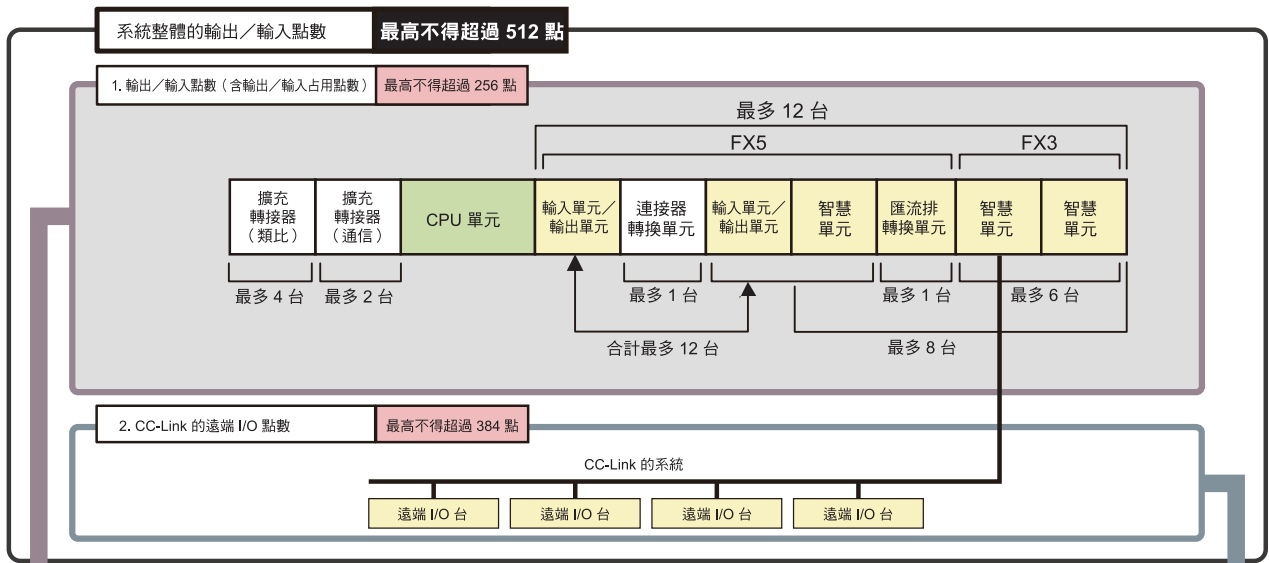 系統整體的輸出／輸入點數
最高不得超過 512 點
1. 輸出／輸入點數（含輸出／輸入占用點數）
最高不得超過 256 點
最多 12 台
FX5
FX3
擴充
轉接器
（類比）
擴充
轉接器
（通信）
CPU 單元
輸入單元／
輸出單元
連接器
轉換單元
輸入單元／
輸出單元
智慧
單元
匯流排
轉換單元
智慧
單元
智慧
單元
最多 4 台
最多 2 台
最多 1 台
最多 1 台
最多 6 台
合計最多 12 台
最多 8 台
2. CC-Link 的遠端 I/O 點數
最高不得超過 384 點
CC-Link 的系統
遠端 I/O 台
遠端 I/O 台
遠端 I/O 台
遠端 I/O 台